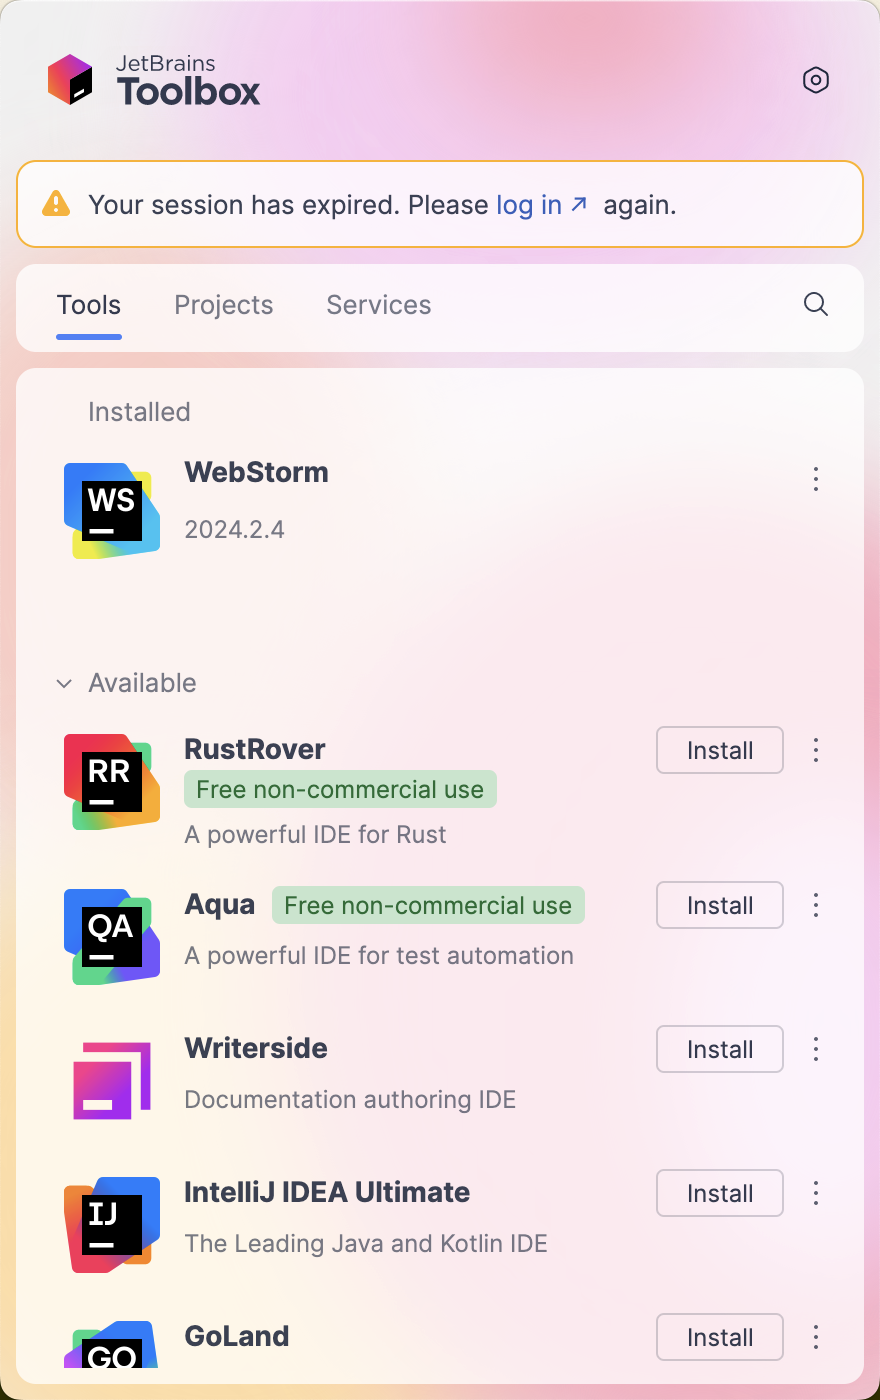 JetBrains
Toolbox
Your session has expired. Please log in ↗ again.
Tools Projects Services
Installed
WS
WebStorm
2024.2.4
Available
RR
RustRover
Install
Free non-commercial use
A powerful IDE for Rust
QA
Aqua Free non-commercial use
Install
A powerful IDE for test automation
Writerside
Install
Documentation authoring IDE
IJ
IntelliJ IDEA Ultimate
Install
The Leading Java and Kotlin IDE
GO
GoLand
Install